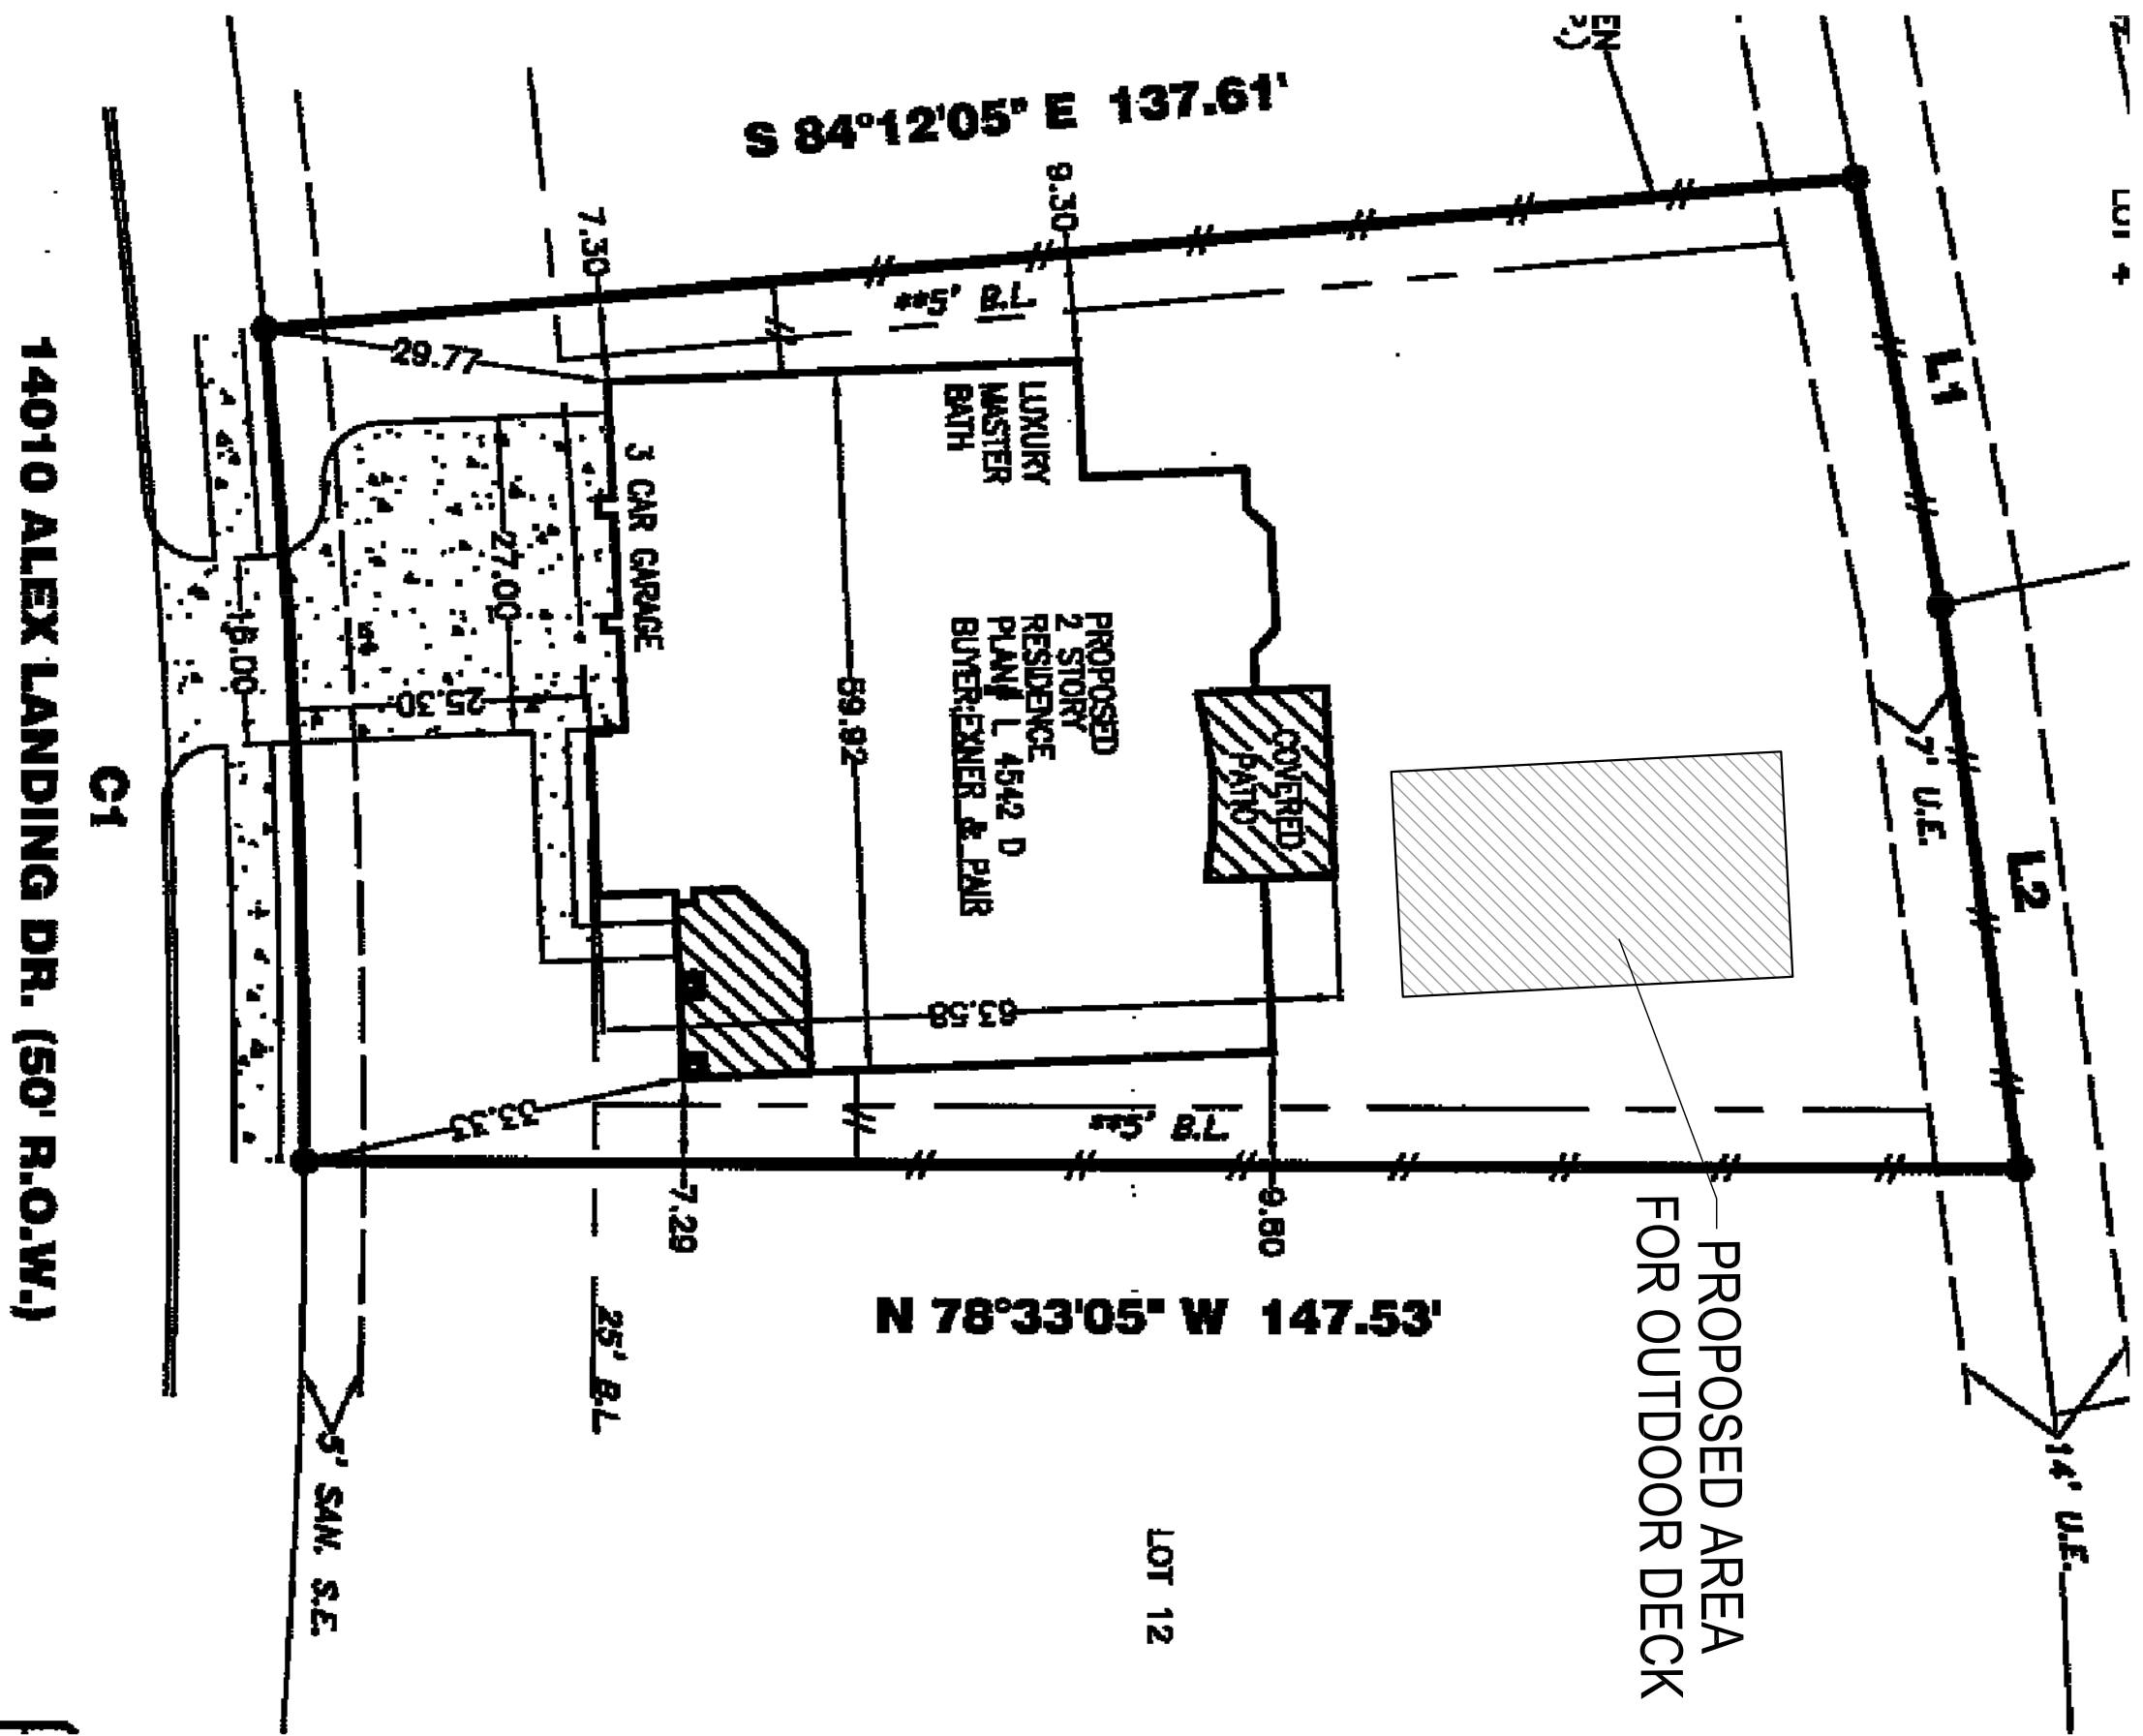 S 84°12'05" E 137.61'
9.30
7.30
**5' B.L.
29.77
LUXURY
MASTER
BATH
3 CAR GARAGE
27.00
16.00
25.30
59.92
PROPOSED
2 STORY
RESIDENCE
PLAN# L 4542 D
BUYER:EXNER & PAIR
COVERED
PATIO
63.58
33.33
**5' B.L.
7.29
9.80
N 78°33'05" W 147.53'
25' B.L.
5' SAN. S.E.
14010 ALEX LANDING DR. (50' R.O.W.)
C1
L1
L2
7' U.E.
14' U.E.
PROPOSED AREA
FOR OUTDOOR DECK
LOT 12